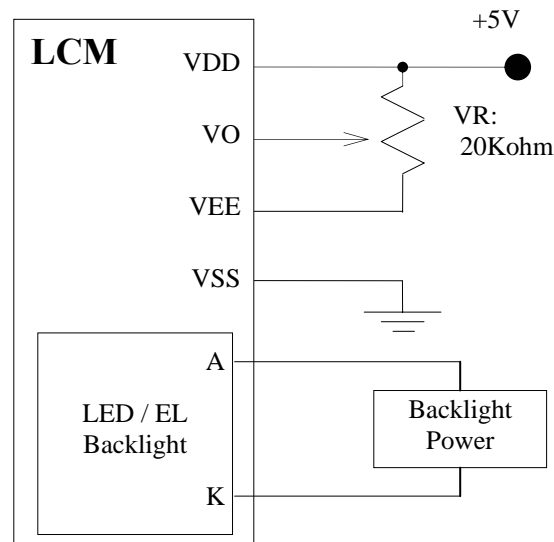 +5V
LCM
VDD
VR:
20Kohm
VO
VEE
VSS
A
LED / EL
Backlight
Backlight
Power
K